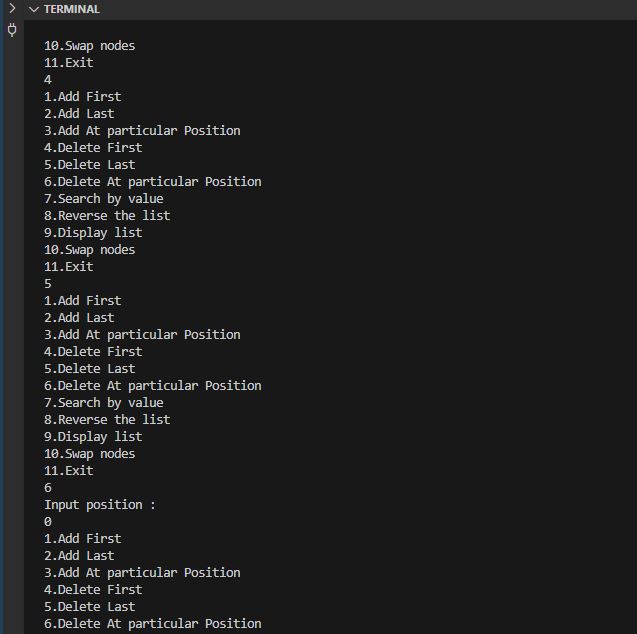 TERMINAL
10.Swap nodes
11.Exit
4
1.Add First
2.Add Last
3.Add At particular Position
4.Delete First
5.Delete Last
6.Delete At particular Position
7.Search by value
8.Reverse the list
9.Display list
10.Swap nodes
11.Exit
5
1.Add First
2.Add Last
3.Add At particular Position
4.Delete First
5.Delete Last
6.Delete At particular Position
7.Search by value
8.Reverse the list
9.Display list
10.Swap nodes
11.Exit
6
Input position :
0
1.Add First
2.Add Last
3.Add At particular Position
4.Delete First
5.Delete Last
6.Delete At particular Position